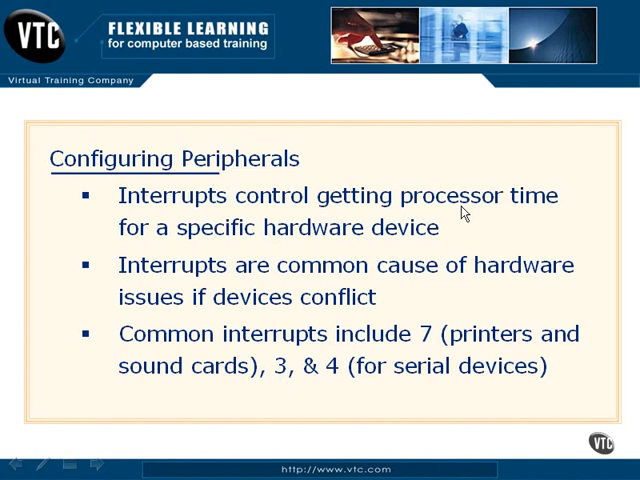 VTC
FLEXIBLE LEARNING
for computer based training
Virtual Training Company
Configuring Peripherals
▪ Interrupts control getting processor time
for a specific hardware device
▪ Interrupts are common cause of hardware
issues if devices conflict
▪ Common interrupts include 7 (printers and
sound cards), 3, & 4 (for serial devices)
VTC
http://www.vtc.com